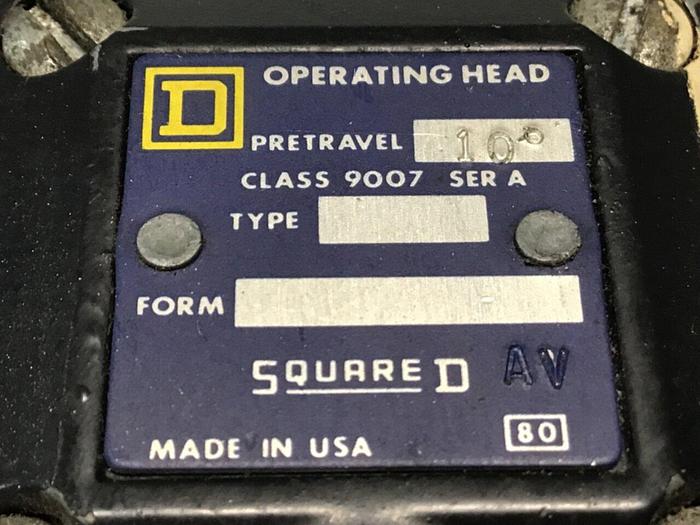 D OPERATING HEAD
PRETRAVEL 10°
CLASS 9007 SER A
TYPE
FORM
SQUARE D AV
MADE IN USA 80